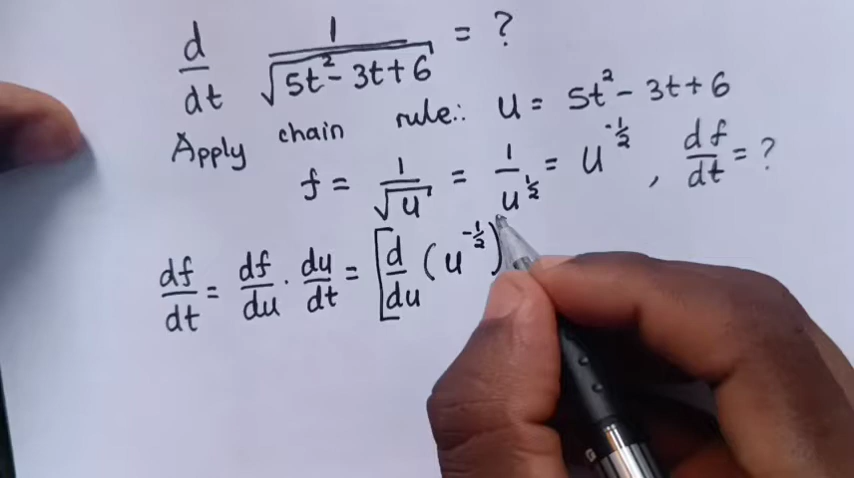 d/dt 1/√(5t² - 3t + 6) = ?
Apply chain rule:. u = 5t² - 3t + 6
f = 1/√u = 1/u^½ = u^-½ , df/dt = ?
df/dt = df/du · du/dt = [d/du (u^-½)